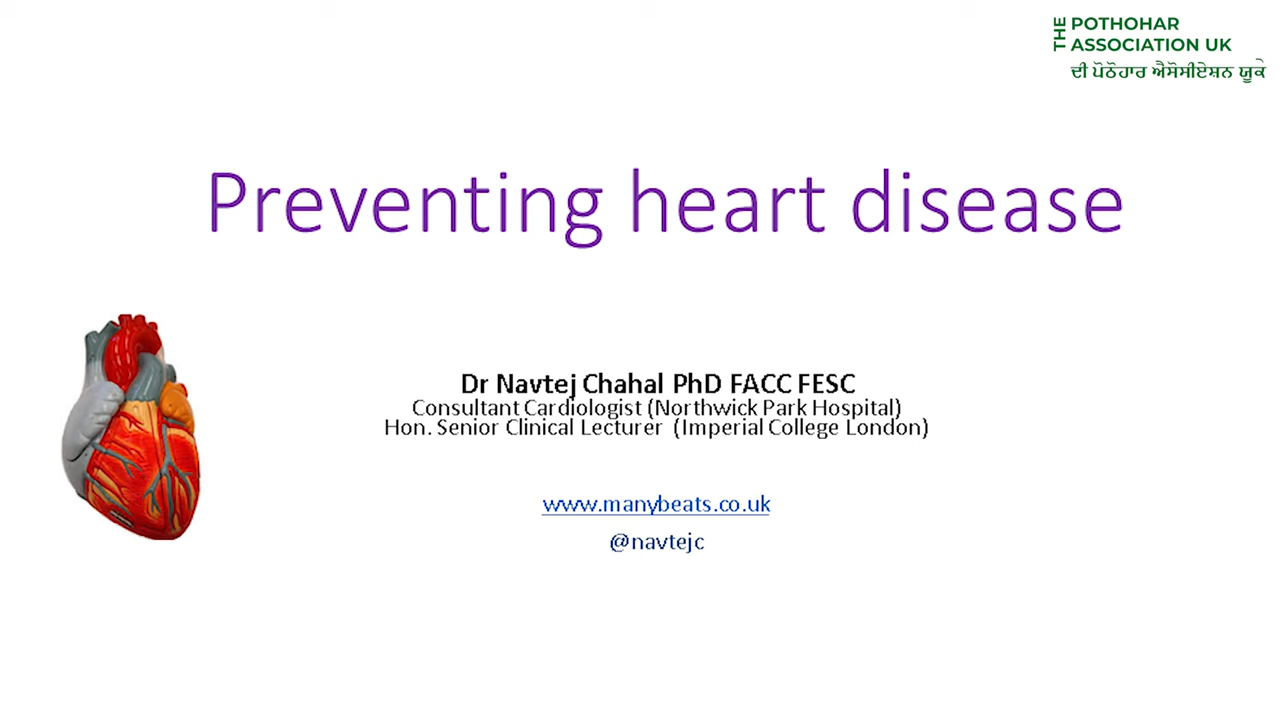 THE POTHOHAR
ASSOCIATION UK
ਦੀ ਪੋਠੋਹਾਰ ਐਸੋਸੀਏਸ਼ਨ ਯੂਕੇ
Preventing heart disease
Dr Navtej Chahal PhD FACC FESC
Consultant Cardiologist (Northwick Park Hospital)
Hon. Senior Clinical Lecturer (Imperial College London)
www.manybeats.co.uk
@navtejc